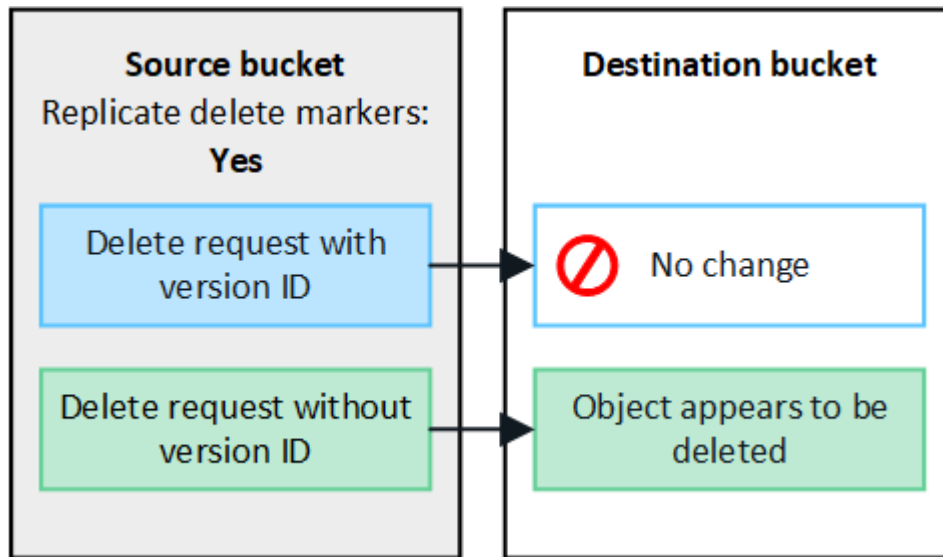 Source bucket
Replicate delete markers:
Yes
Delete request with
version ID
Delete request without
version ID
Destination bucket
No change
Object appears to be
deleted